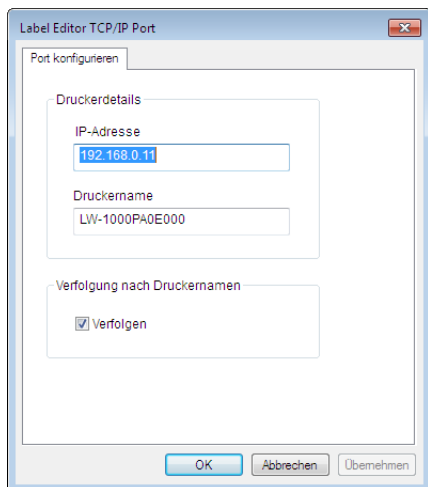 Label Editor TCP/IP Port
Port konfigurieren
Druckerdetails
IP-Adresse
192.168.0.11
Druckername
LW-1000PA0E000
Verfolgung nach Druckernamen
Verfolgen
OK
Abbrechen
Übernehmen